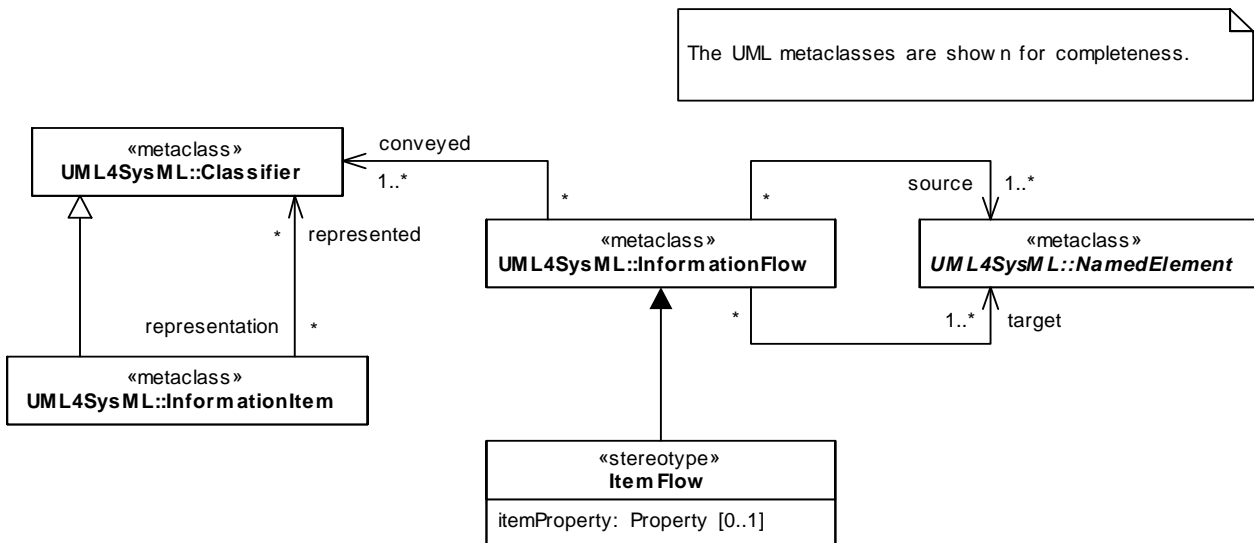 The UML metaclasses are shown for completeness.
«metaclass»
UML4SysML::Classifier
conveyed
1..*
*
*
source
1..*
* represented
«metaclass»
UML4SysML::InformationFlow
«metaclass»
UML4SysML::NamedElement
representation
*
*
1..*
target
«metaclass»
UML4SysML::InformationItem
«stereotype»
ItemFlow
itemProperty: Property [0..1]